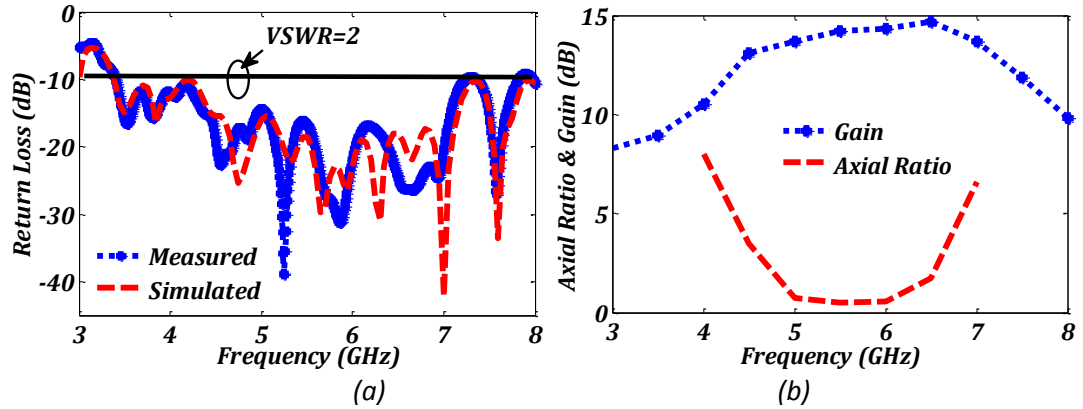 0
-10
-20
-30
-40
Return Loss (dB)
VSWR=2
Measured
Simulated
3 4 5 6 7 8
Frequency (GHz)
(a)
15
10
5
0
Axial Ratio & Gain (dB)
Gain
Axial Ratio
3 4 5 6 7 8
Frequency (GHz)
(b)